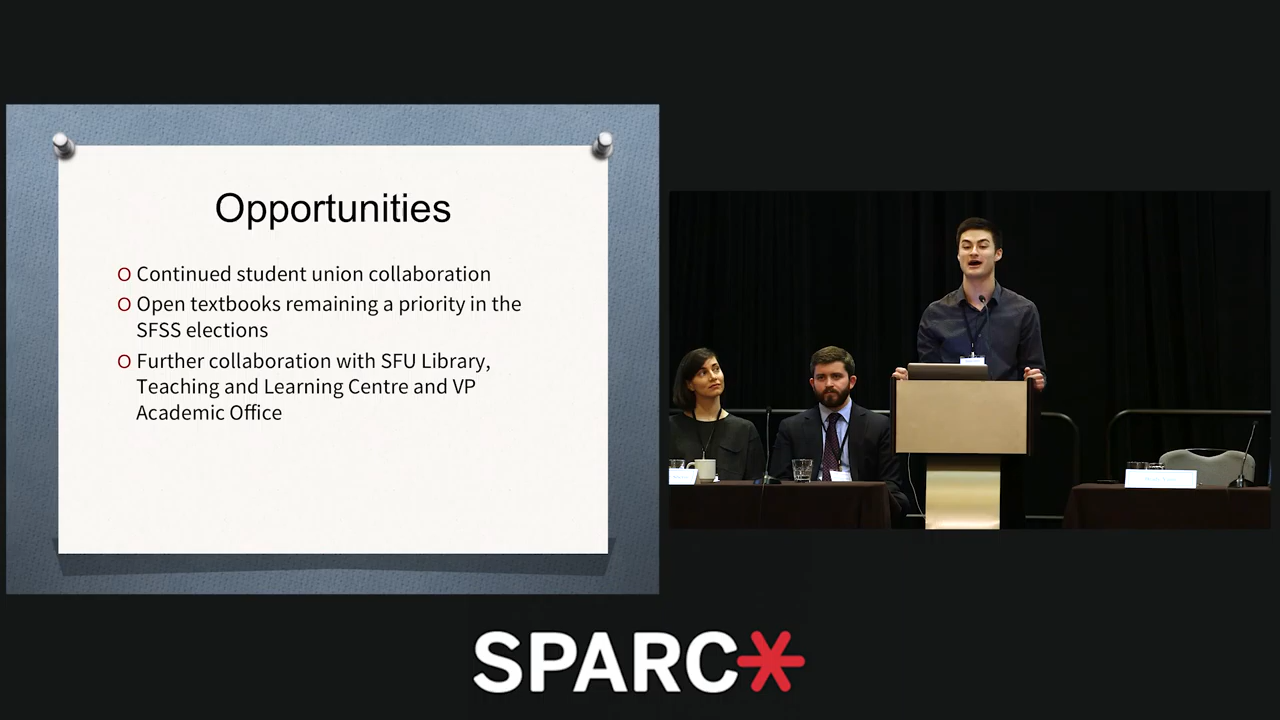 Opportunities
O Continued student union collaboration
O Open textbooks remaining a priority in the
SFSS elections
O Further collaboration with SFU Library,
Teaching and Learning Centre and VP
Academic Office
SPARC*